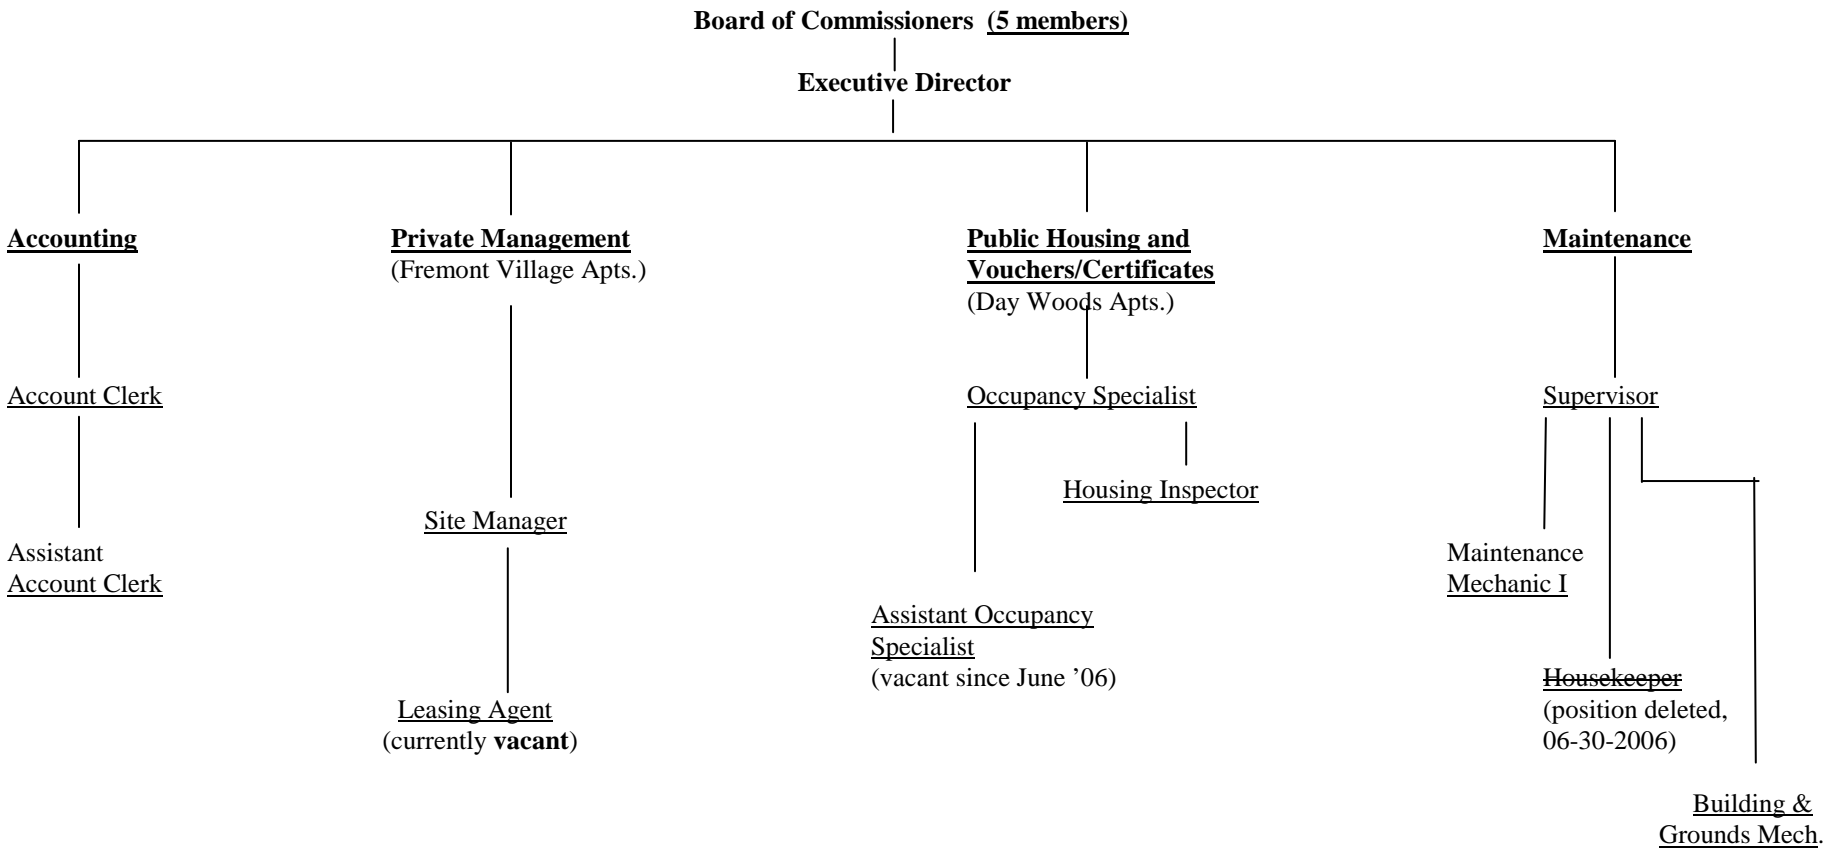 Board of Commissioners (5 members)
Executive Director
Accounting
Private Management
(Fremont Village Apts.)
Public Housing and
Vouchers/Certificates
(Day Woods Apts.)
Maintenance
Account Clerk
Occupancy Specialist
Supervisor
Housing Inspector
Site Manager
Assistant
Account Clerk
Maintenance
Mechanic I
Assistant Occupancy
Specialist
(vacant since June ’06)
Leasing Agent
(currently vacant)
Housekeeper
(position deleted,
06-30-2006)
Building &
Grounds Mech.